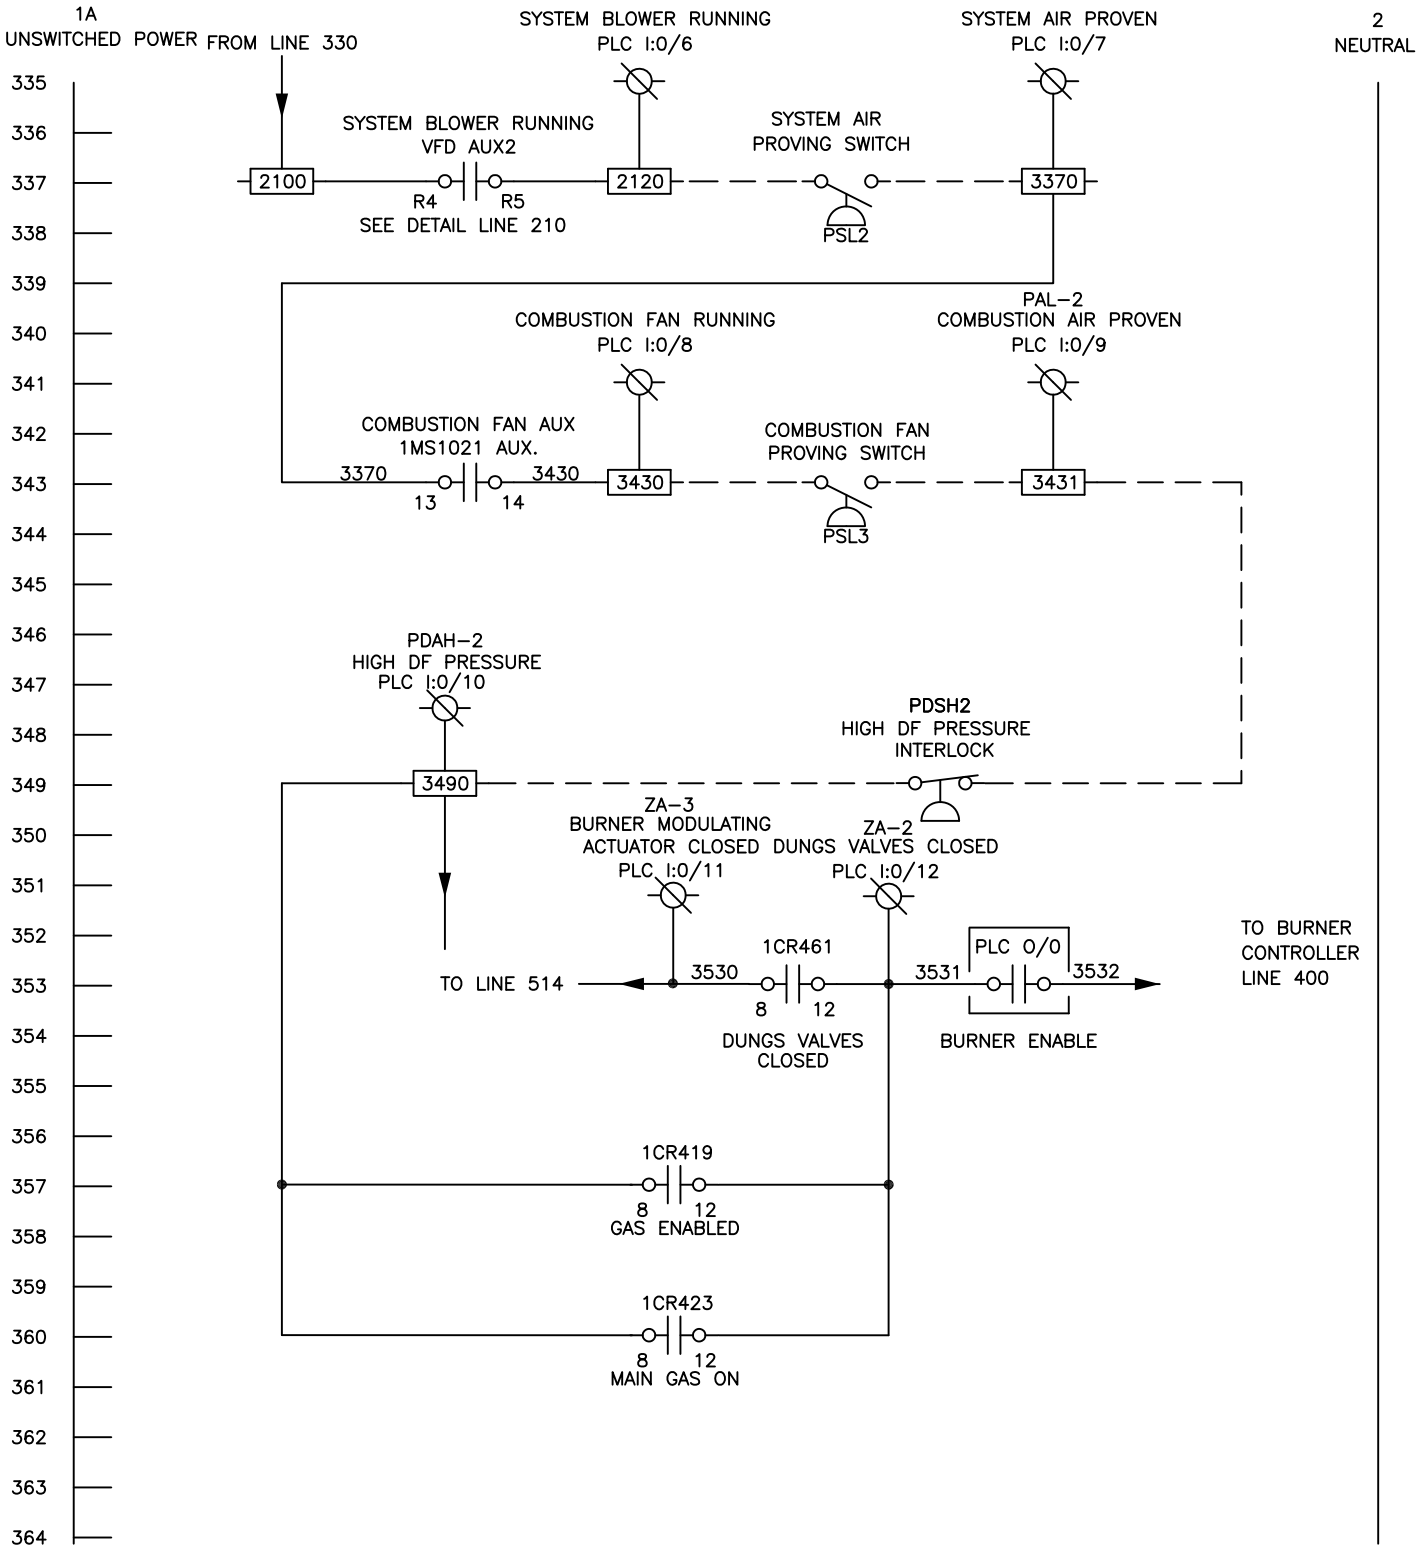 1A
UNSWITCHED POWER
FROM LINE 330
SYSTEM BLOWER RUNNING
PLC I:0/6
SYSTEM AIR PROVEN
PLC I:0/7
2
NEUTRAL
335
336
SYSTEM BLOWER RUNNING
VFD AUX2
SYSTEM AIR
PROVING SWITCH
337
2100
R4
R5
2120
3370
SEE DETAIL LINE 210
PSL2
338
339
340
COMBUSTION FAN RUNNING
PLC I:0/8
PAL-2
COMBUSTION AIR PROVEN
PLC I:0/9
341
342
COMBUSTION FAN AUX
1MS1021 AUX.
COMBUSTION FAN
PROVING SWITCH
343
3370
13
14
3430
3430
3431
PSL3
344
345
346
PDAH-2
HIGH DF PRESSURE
PLC I:0/10
347
348
PDSH2
HIGH DF PRESSURE
INTERLOCK
349
3490
350
ZA-3
BURNER MODULATING
ACTUATOR CLOSED
PLC I:0/11
ZA-2
DUNGS VALVES CLOSED
PLC I:0/12
351
352
1CR461
PLC O/0
TO BURNER
CONTROLLER
LINE 400
353
TO LINE 514
3530
8
12
3531
3532
354
DUNGS VALVES
CLOSED
BURNER ENABLE
355
356
1CR419
357
8
12
GAS ENABLED
358
359
1CR423
360
8
12
MAIN GAS ON
361
362
363
364